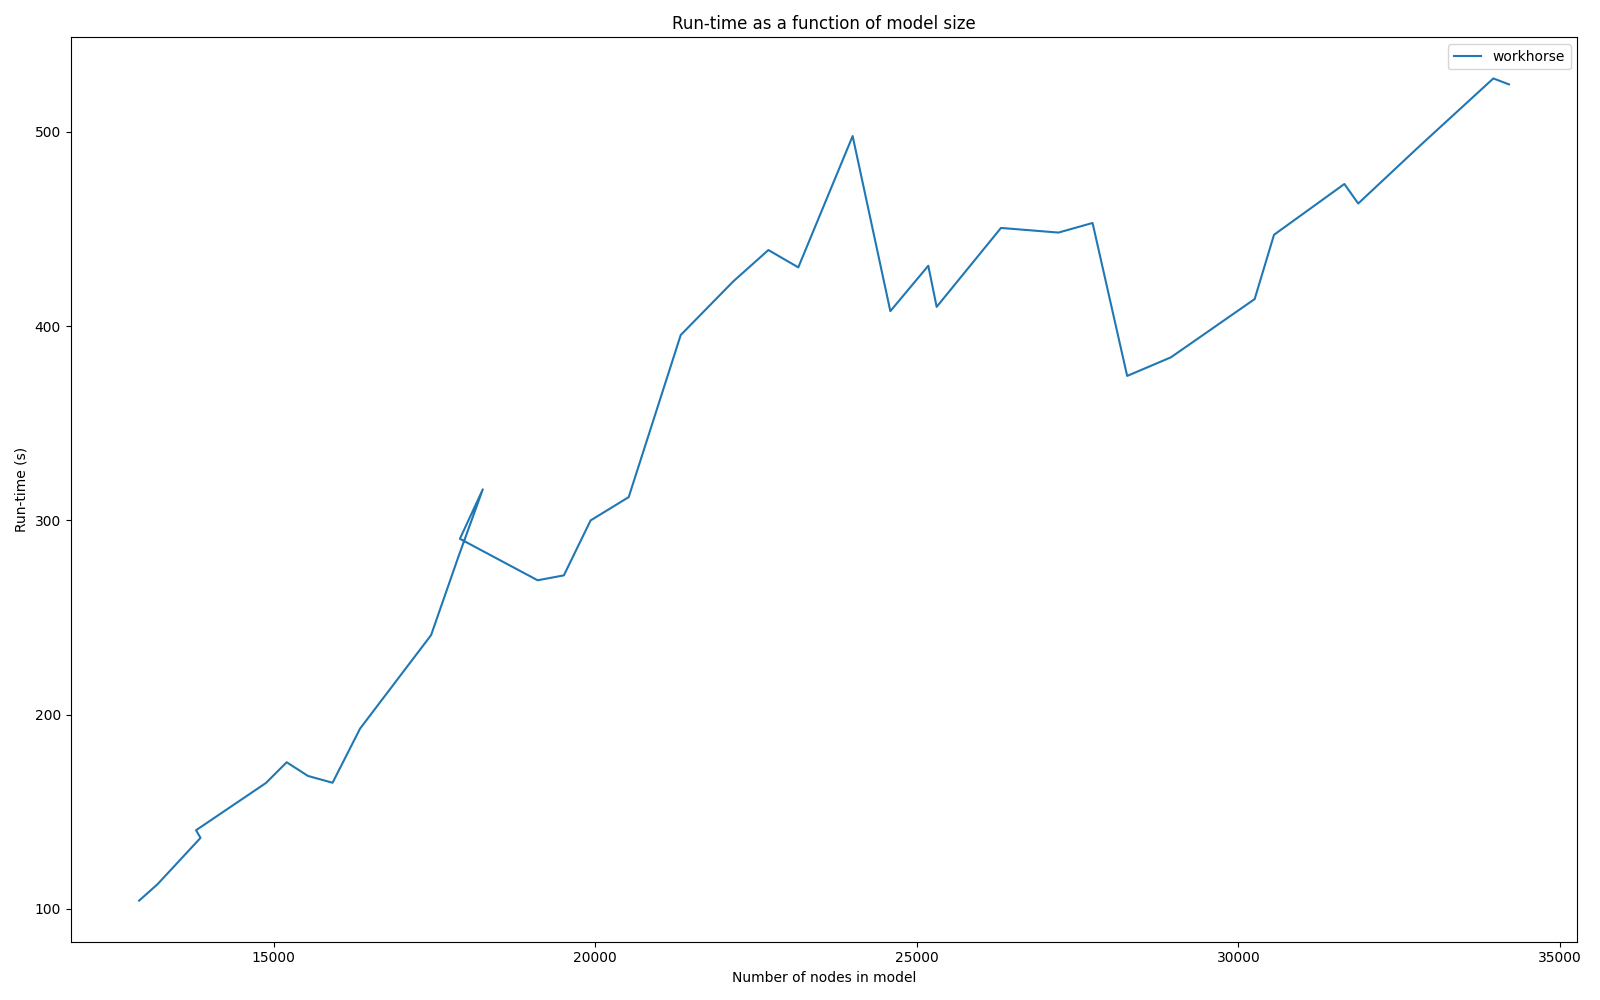 Run-time as a function of model size
workhorse
Run-time (s)
500
400
300
200
100
15000
20000
25000
30000
35000
Number of nodes in model